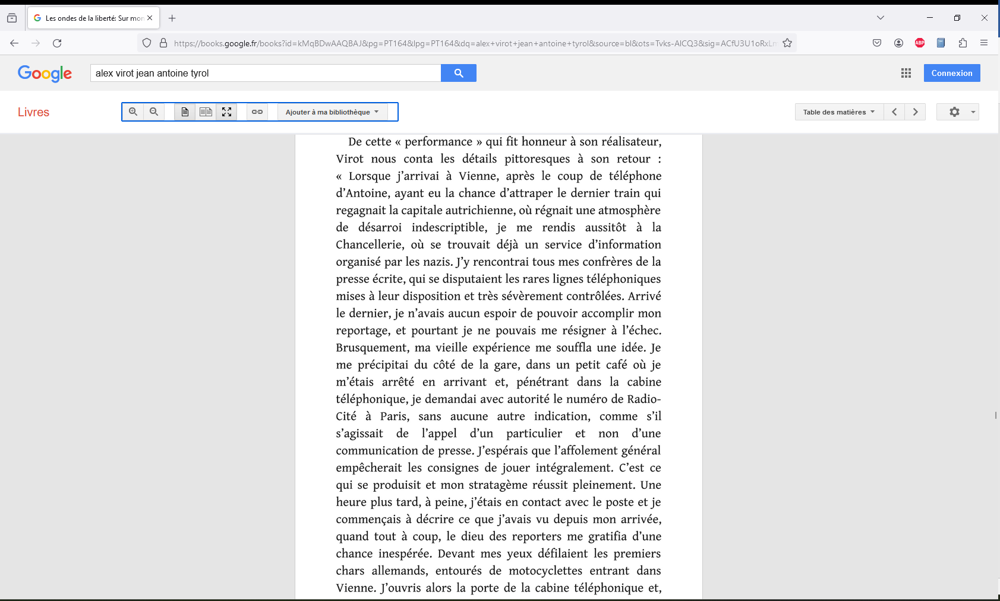 Les ondes de la liberté: Sur mon
https://books.google.fr/books?id=kMqBDwAAQBAJ&pg=PT164&lpg=PT164&dq=alex+virot+jean+antoine+tyrol&source=bl&ots=Tvks-AlCQ3&sig=ACfU3U1oRxLm
ABP
Google
alex virot jean antoine tyrol
Connexion
Livres
Ajouter à ma bibliothèque
Table des matières
De cette « performance » qui fit honneur à son réalisateur,
Virot nous conta les détails pittoresques à son retour :
« Lorsque j’arrivai à Vienne, après le coup de téléphone
d’Antoine, ayant eu la chance d’attraper le dernier train qui
regagnait la capitale autrichienne, où régnait une atmosphère
de désarroi indescriptible, je me rendis aussitôt à la
Chancellerie, où se trouvait déjà un service d’information
organisé par les nazis. J’y rencontrai tous mes confrères de la
presse écrite, qui se disputaient les rares lignes téléphoniques
mises à leur disposition et très sévèrement contrôlées. Arrivé
le dernier, je n’avais aucun espoir de pouvoir accomplir mon
reportage, et pourtant je ne pouvais me résigner à l’échec.
Brusquement, ma vieille expérience me souffla une idée. Je
me précipitai du côté de la gare, dans un petit café où je
m’étais arrêté en arrivant et, pénétrant dans la cabine
téléphonique, je demandai avec autorité le numéro de Radio-
Cité à Paris, sans aucune autre indication, comme s’il
s’agissait de l’appel d’un particulier et non d’une
communication de presse. J’espérais que l’affolement général
empêcherait les consignes de jouer intégralement. C’est ce
qui se produisit et mon stratagème réussit pleinement. Une
heure plus tard, à peine, j’étais en contact avec le poste et je
commençais à décrire ce que j’avais vu depuis mon arrivée,
quand tout à coup, le dieu des reporters me gratifia d’une
chance inespérée. Devant mes yeux défilaient les premiers
chars allemands, entourés de motocyclettes entrant dans
Vienne. J’ouvris alors la porte de la cabine téléphonique et,